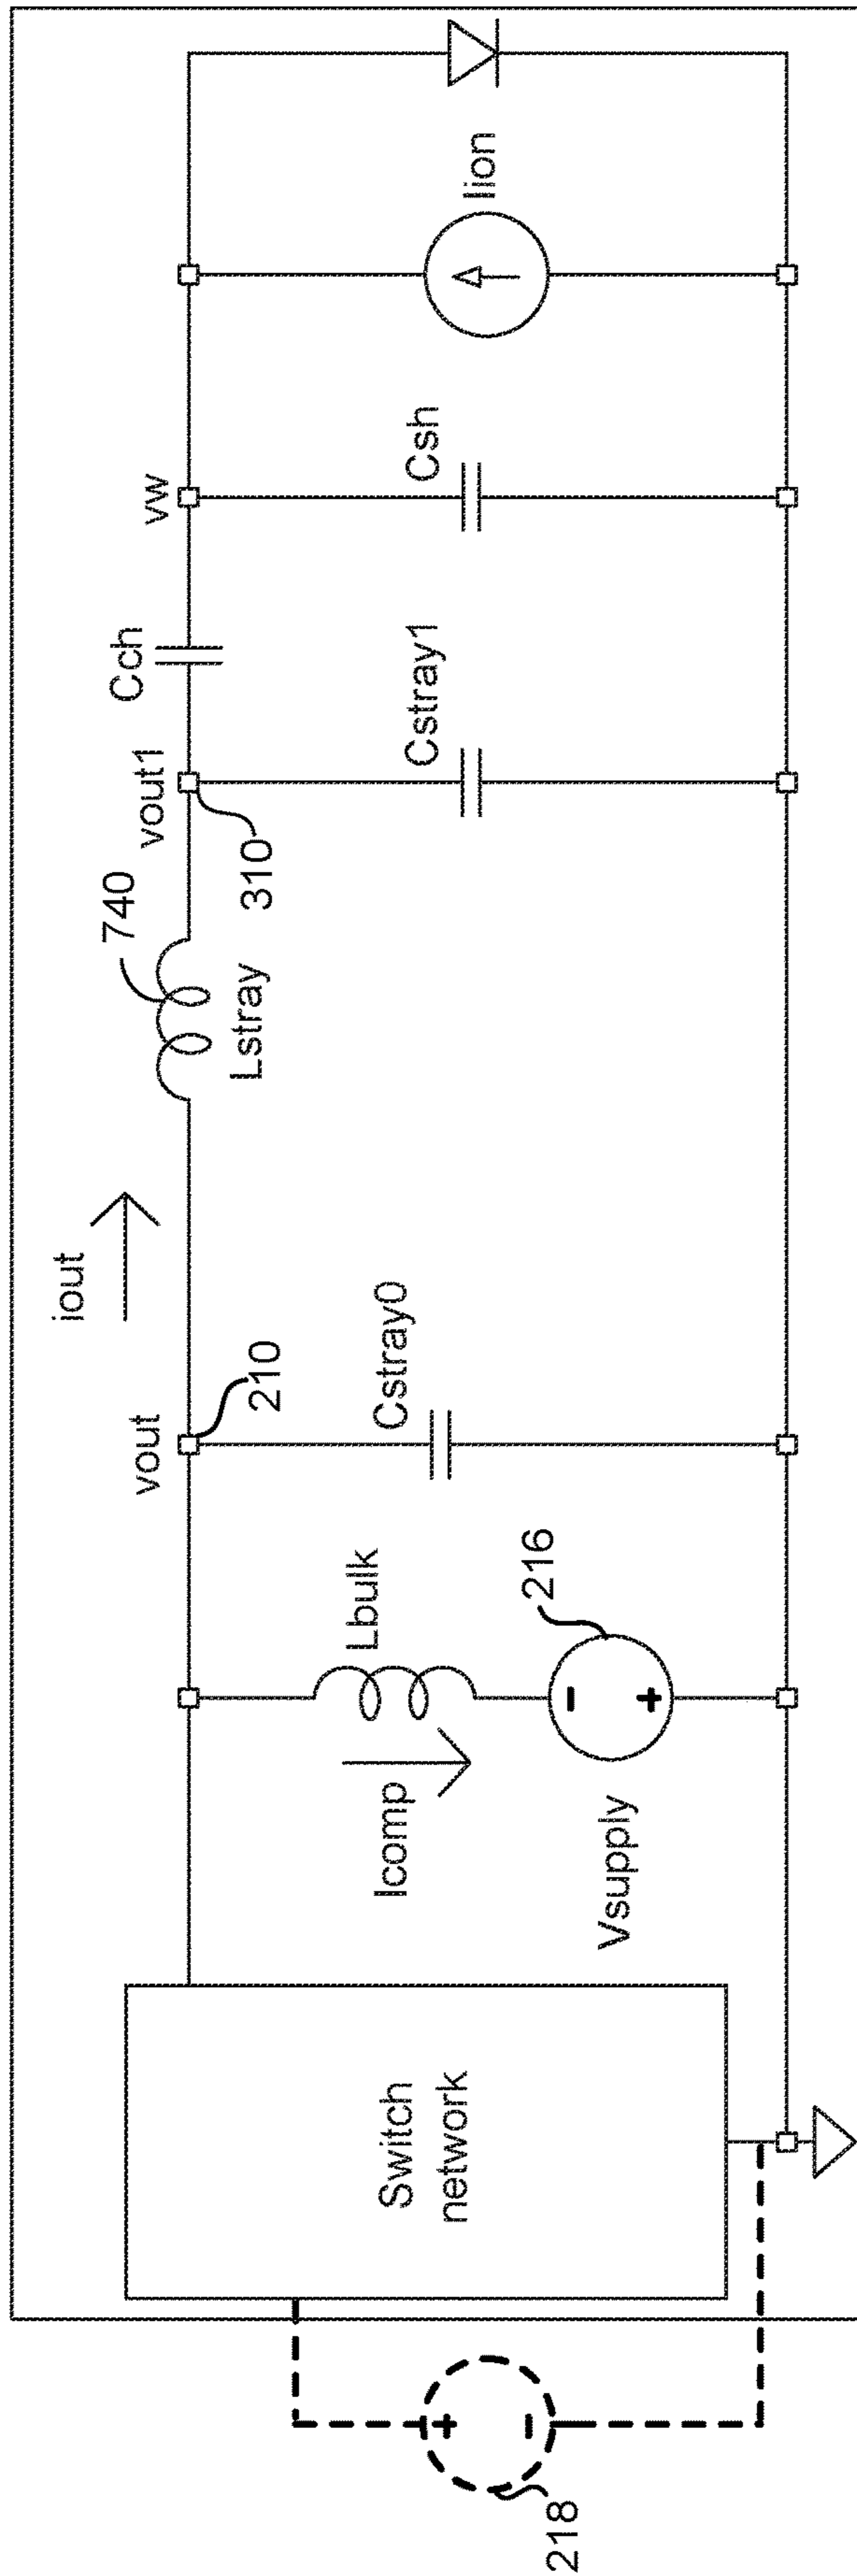 218
+
−
Switch
network
Icomp
Vsupply
Lbulk
−
+
216
vout
210
Cstray0
iout
740
Lstray
vout1
310
Cstray1
Cch
vw
Csh
Iion